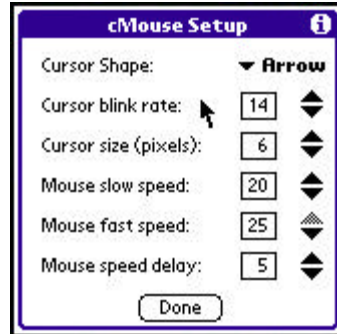 cMouse Setup i
Cursor Shape: Arrow
Cursor blink rate: 14
Cursor size (pixels): 6
Mouse slow speed: 20
Mouse fast speed: 25
Mouse speed delay: 5
Done